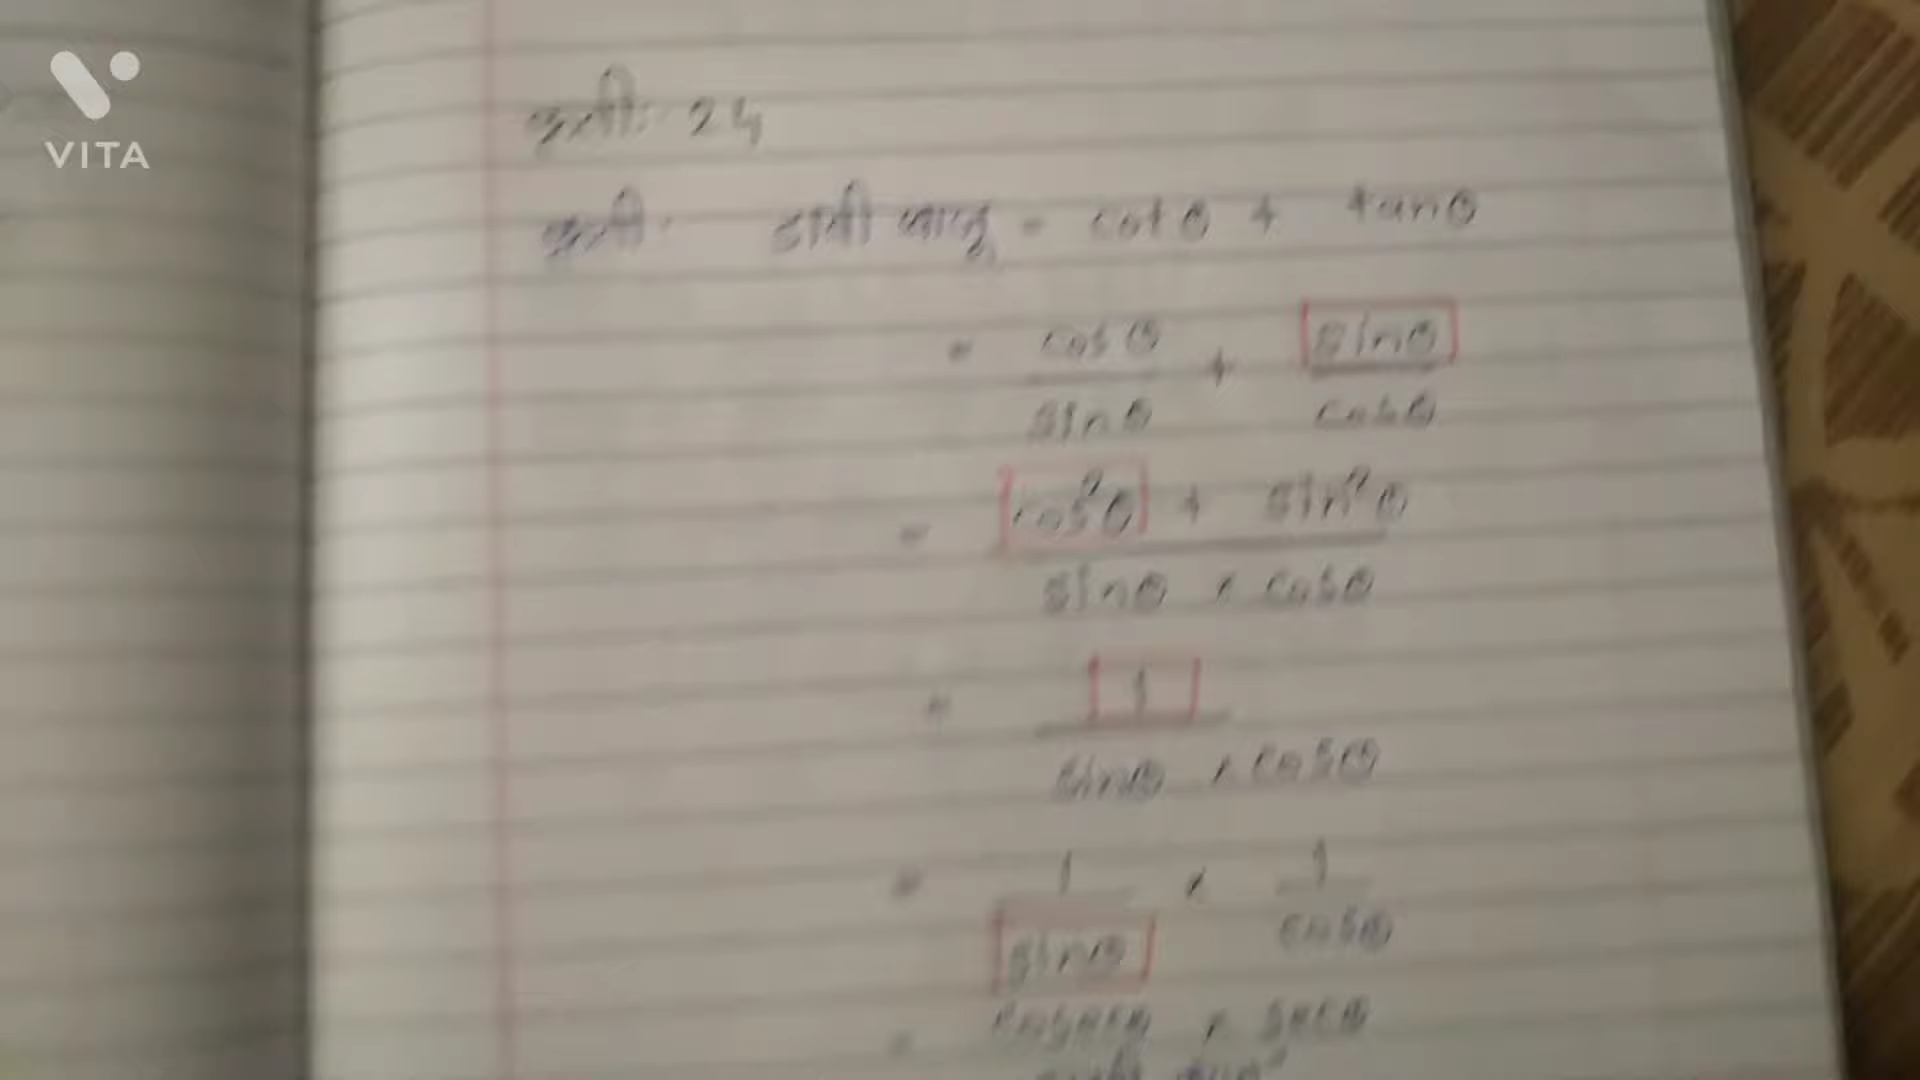 VITA
कृती: 24
कृती: डावी बाजू = cot θ + tan θ
= cos θ / sin θ + sin θ / cos θ
= cos²θ + sin²θ / sin θ × cos θ
= 1 / sin θ × cos θ
= 1 / sin θ × 1 / cos θ
= cosec θ × sec θ